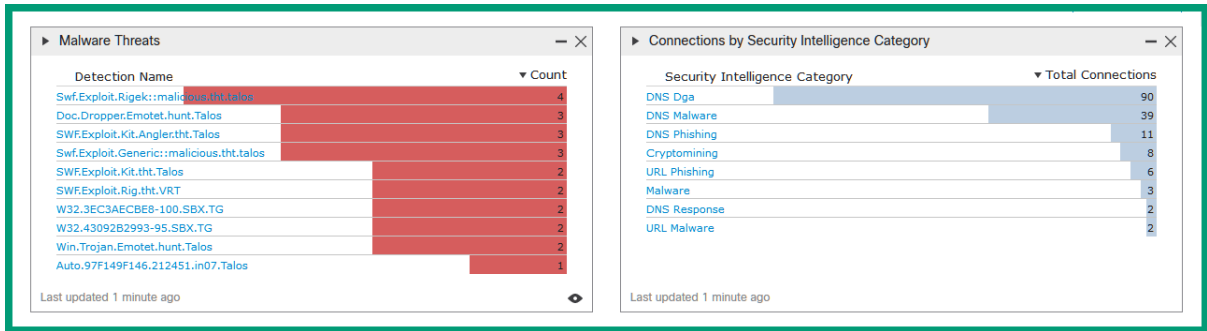 Malware Threats
Detection Name Count
Swf.Exploit.Rigek::malicious.tht.talos 4
Doc.Dropper.Emotet.hunt.Talos 3
SWF.Exploit.Kit.Angler.tht.Talos 3
Swf.Exploit.Generic::malicious.tht.talos 3
SWF.Exploit.Kit.tht.Talos 2
SWF.Exploit.Rig.tht.VRT 2
W32.3EC3AECBE8-100.SBX.TG 2
W32.43092B2993-95.SBX.TG 2
Win.Trojan.Emotet.hunt.Talos 2
Auto.97F149F146.212451.in07.Talos 1
Last updated 1 minute ago
Connections by Security Intelligence Category
Security Intelligence Category Total Connections
DNS Dga 90
DNS Malware 39
DNS Phishing 11
Cryptomining 8
URL Phishing 6
Malware 3
DNS Response 2
URL Malware 2
Last updated 1 minute ago